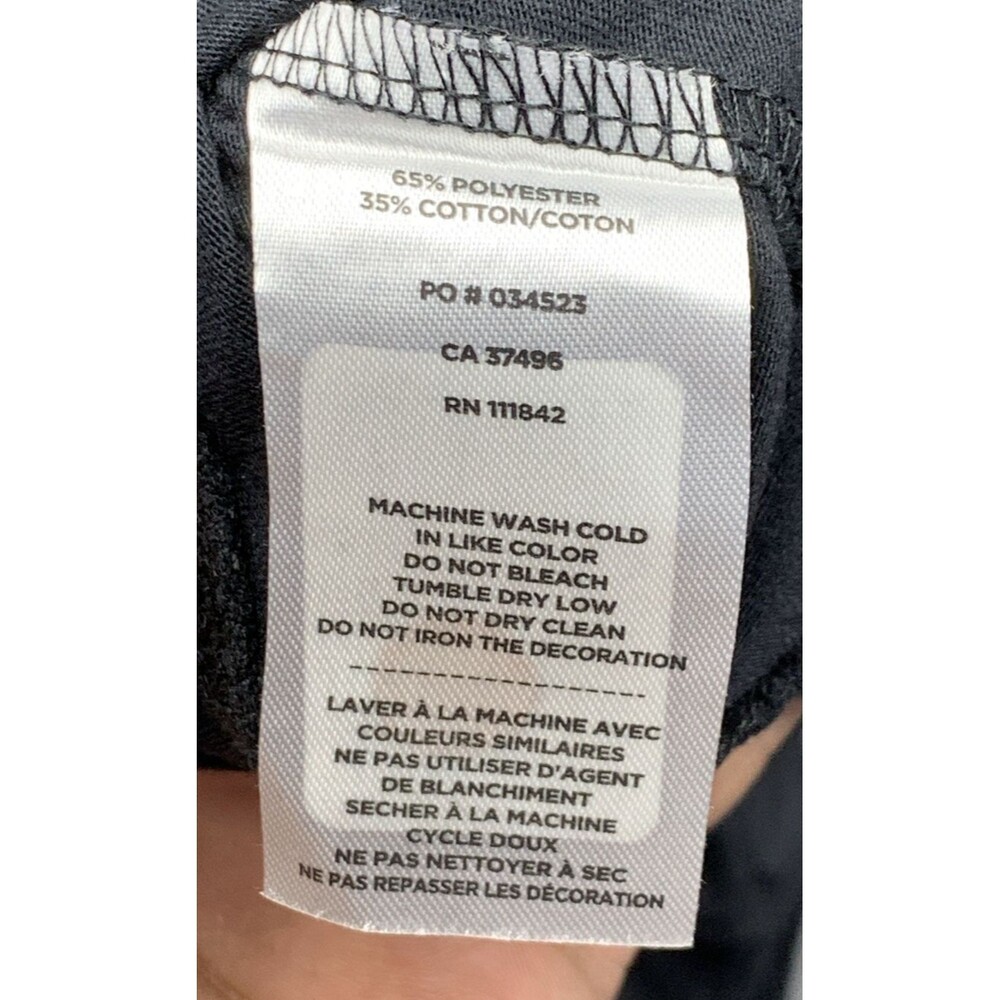 65% POLYESTER
35% COTTON/COTON
PO # 034523
CA 37496
RN 111842
MACHINE WASH COLD
IN LIKE COLOR
DO NOT BLEACH
TUMBLE DRY LOW
DO NOT DRY CLEAN
DO NOT IRON THE DECORATION
LAVER À LA MACHINE AVEC
COULEURS SIMILAIRES
NE PAS UTILISER D'AGENT
DE BLANCHIMENT
SECHER À LA MACHINE
CYCLE DOUX
NE PAS NETTOYER À SEC
NE PAS REPASSER LES DÉCORATION